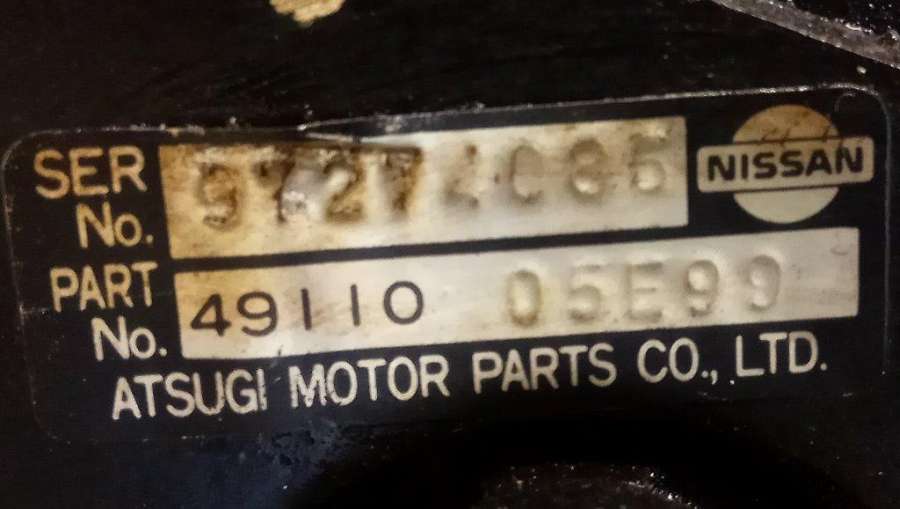 SER No.
NISSAN
PART No. 49110 05E99
ATSUGI MOTOR PARTS CO., LTD.